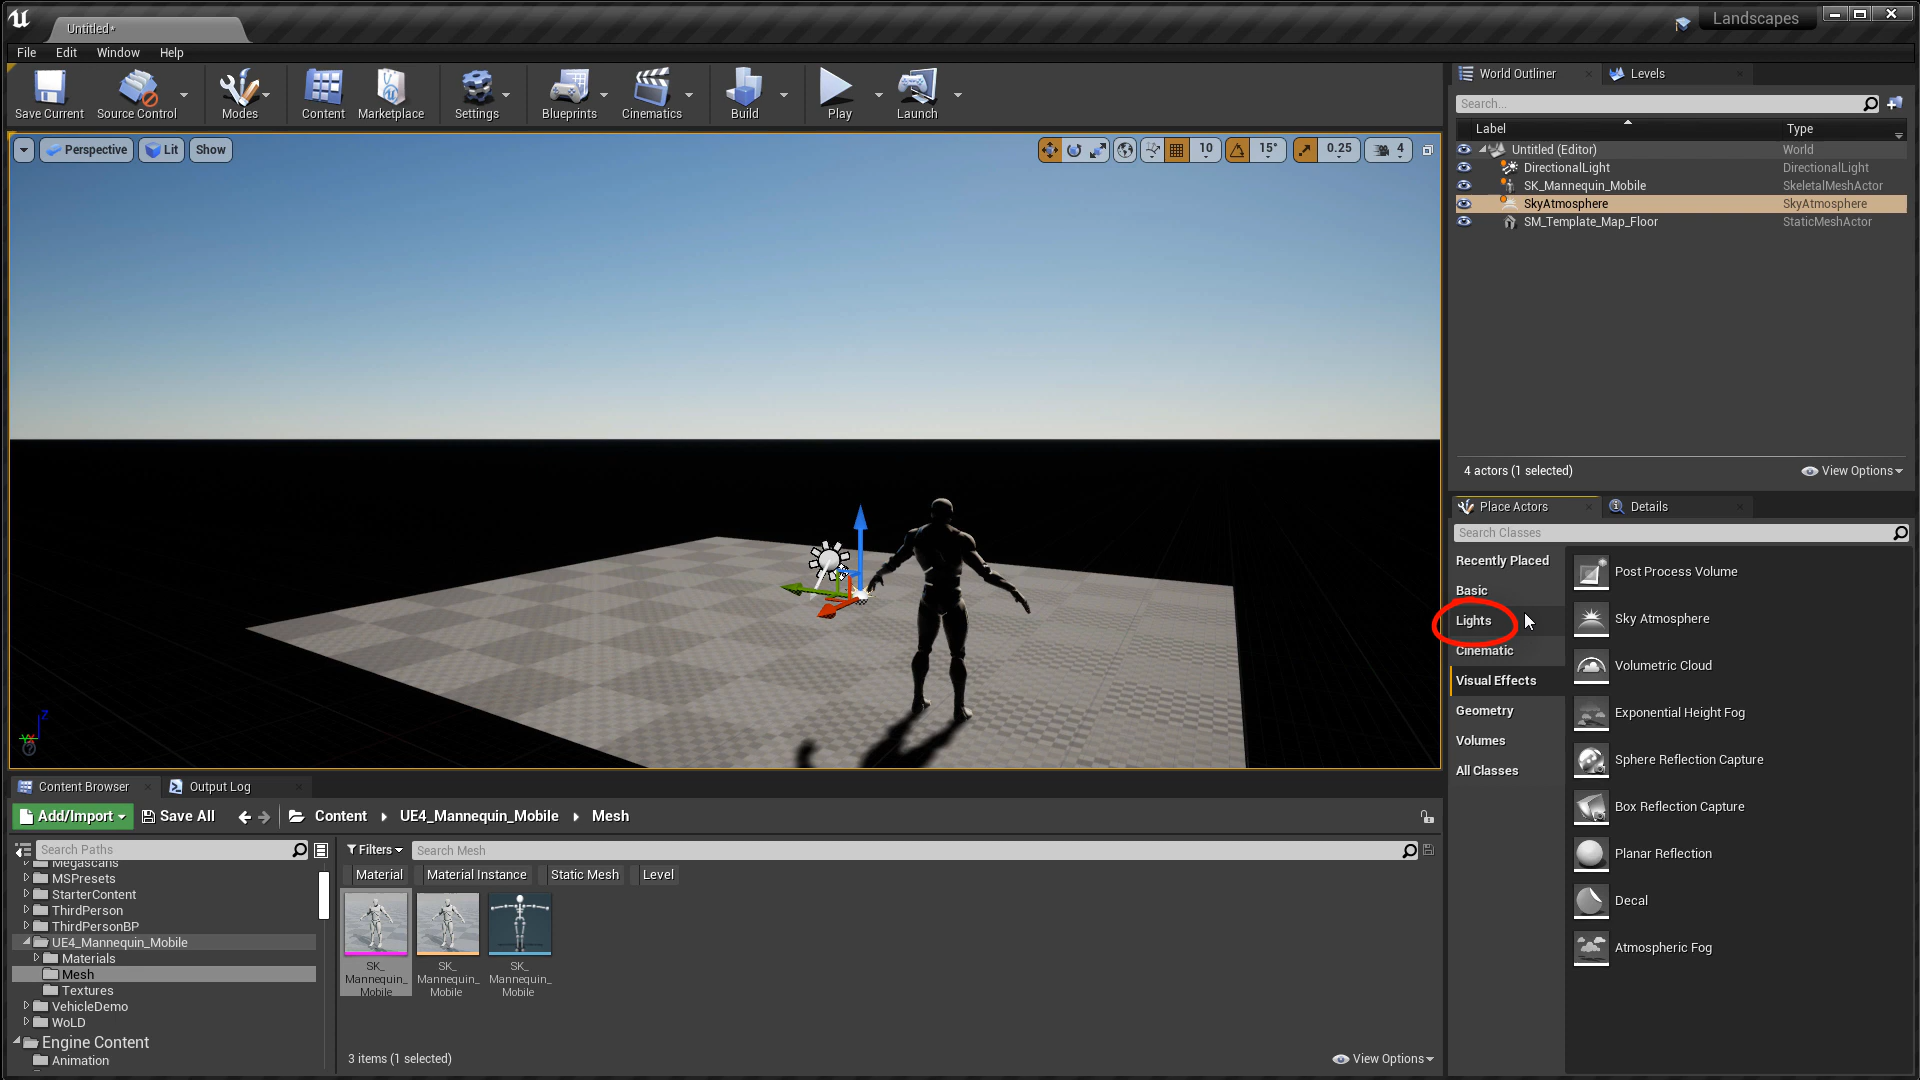 Untitled*
Landscapes
File Edit Window Help
Save Current
Source Control
Modes
Content
Marketplace
Settings
Blueprints
Cinematics
Build
Play
Launch
Perspective
Lit
Show
10
15°
0.25
4
World Outliner
Levels
Search...
Label
Type
Untitled (Editor) World
DirectionalLight DirectionalLight
SK_Mannequin_Mobile SkeletalMeshActor
SkyAtmosphere SkyAtmosphere
SM_Template_Map_Floor StaticMeshActor
4 actors (1 selected)
View Options
Place Actors
Details
Search Classes
Recently Placed
Basic
Lights
Cinematic
Visual Effects
Geometry
Volumes
All Classes
Post Process Volume
Sky Atmosphere
Volumetric Cloud
Exponential Height Fog
Sphere Reflection Capture
Box Reflection Capture
Planar Reflection
Decal
Atmospheric Fog
Z
Content Browser
Output Log
Add/Import
Save All
Content
UE4_Mannequin_Mobile
Mesh
Search Paths
Megascans
MSPresets
StarterContent
ThirdPerson
ThirdPersonBP
UE4_Mannequin_Mobile
Materials
Mesh
Textures
VehicleDemo
WoLD
Engine Content
Animation
Filters
Search Mesh
Material
Material Instance
Static Mesh
Level
SK_
Mannequin_
Mobile
SK_
Mannequin_
Mobile
SK_
Mannequin_
Mobile
3 items (1 selected)
View Options